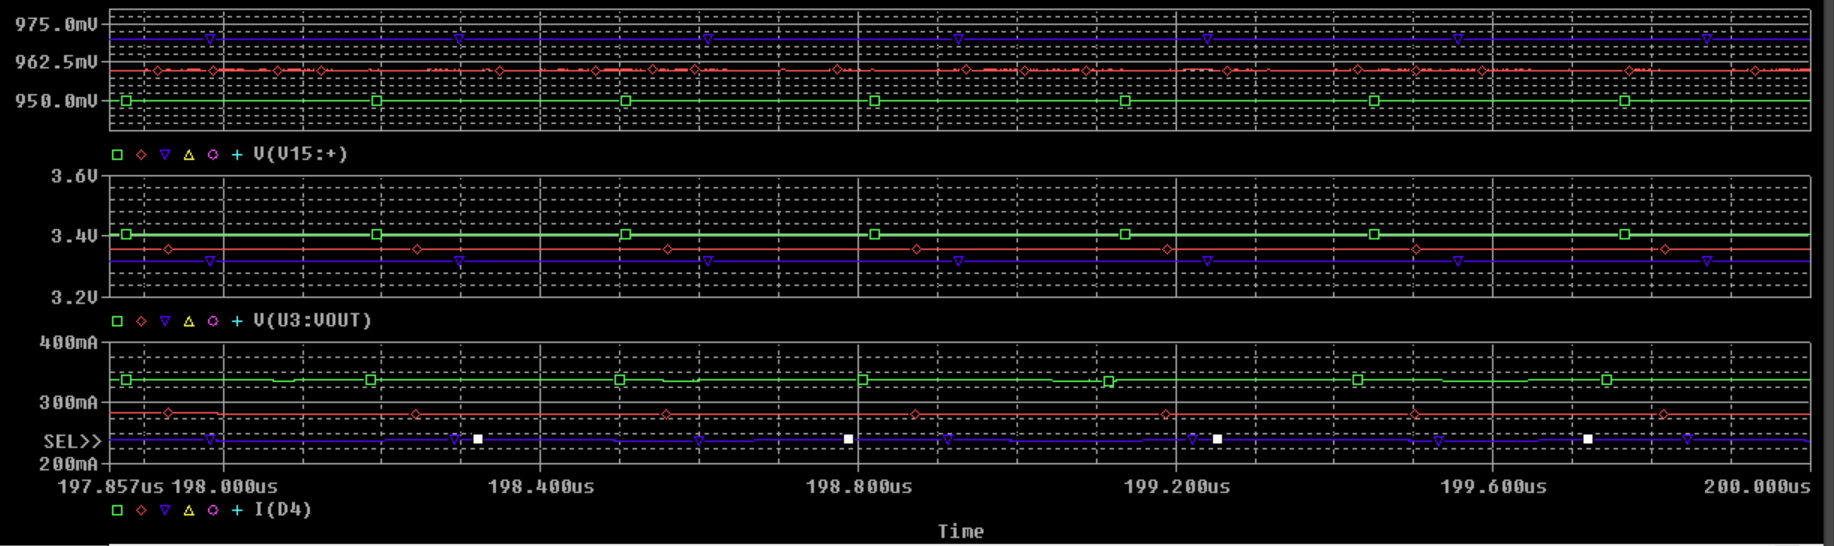 975.0mV
962.5mV
950.0mV
V(V15:+)
3.6V
3.4V
3.2V
V(U3:VOUT)
400mA
300mA
SEL>>
200mA
197.857us 198.000us 198.400us 198.800us 199.200us 199.600us 200.000us
I(D4)
Time